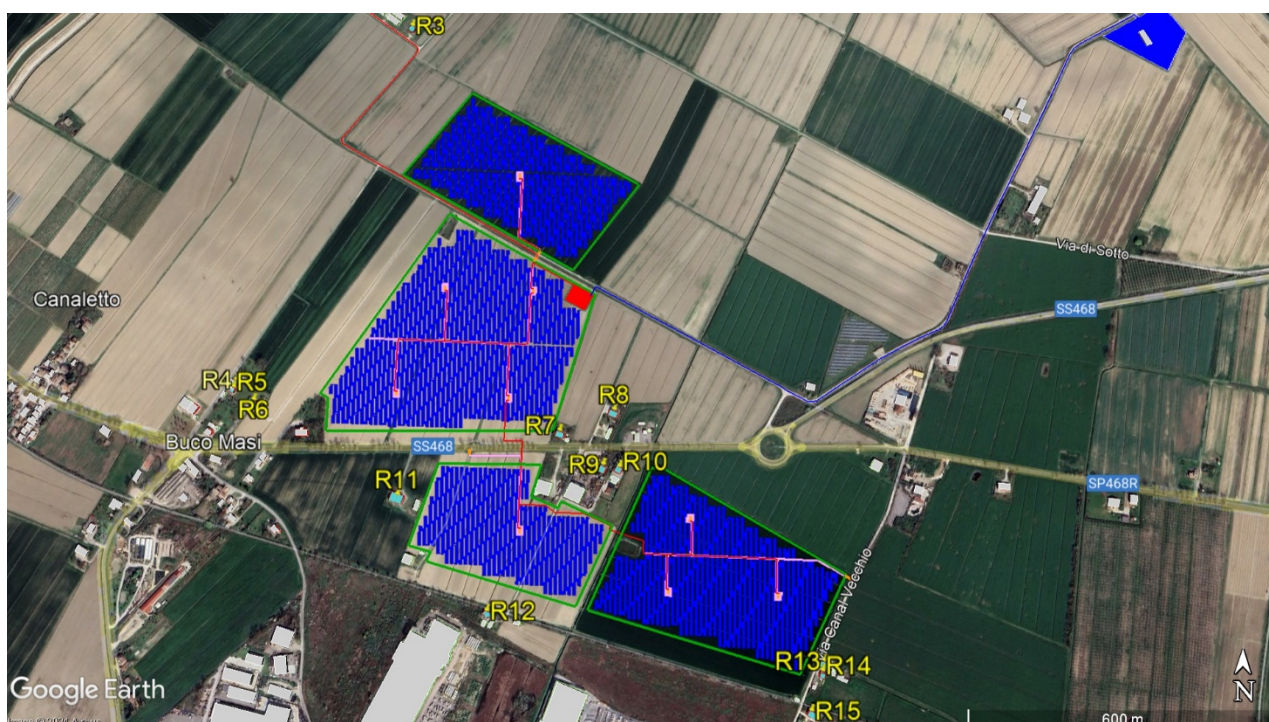 R3
Via di Sotto
Canaletto
SS468
R4
R5
R6
R8
R7
Buco Masi
SS468
R9
R10
R11
SP468R
Via Canal Vecchio
R12
R13
R14
R15
Google Earth
N
600 m